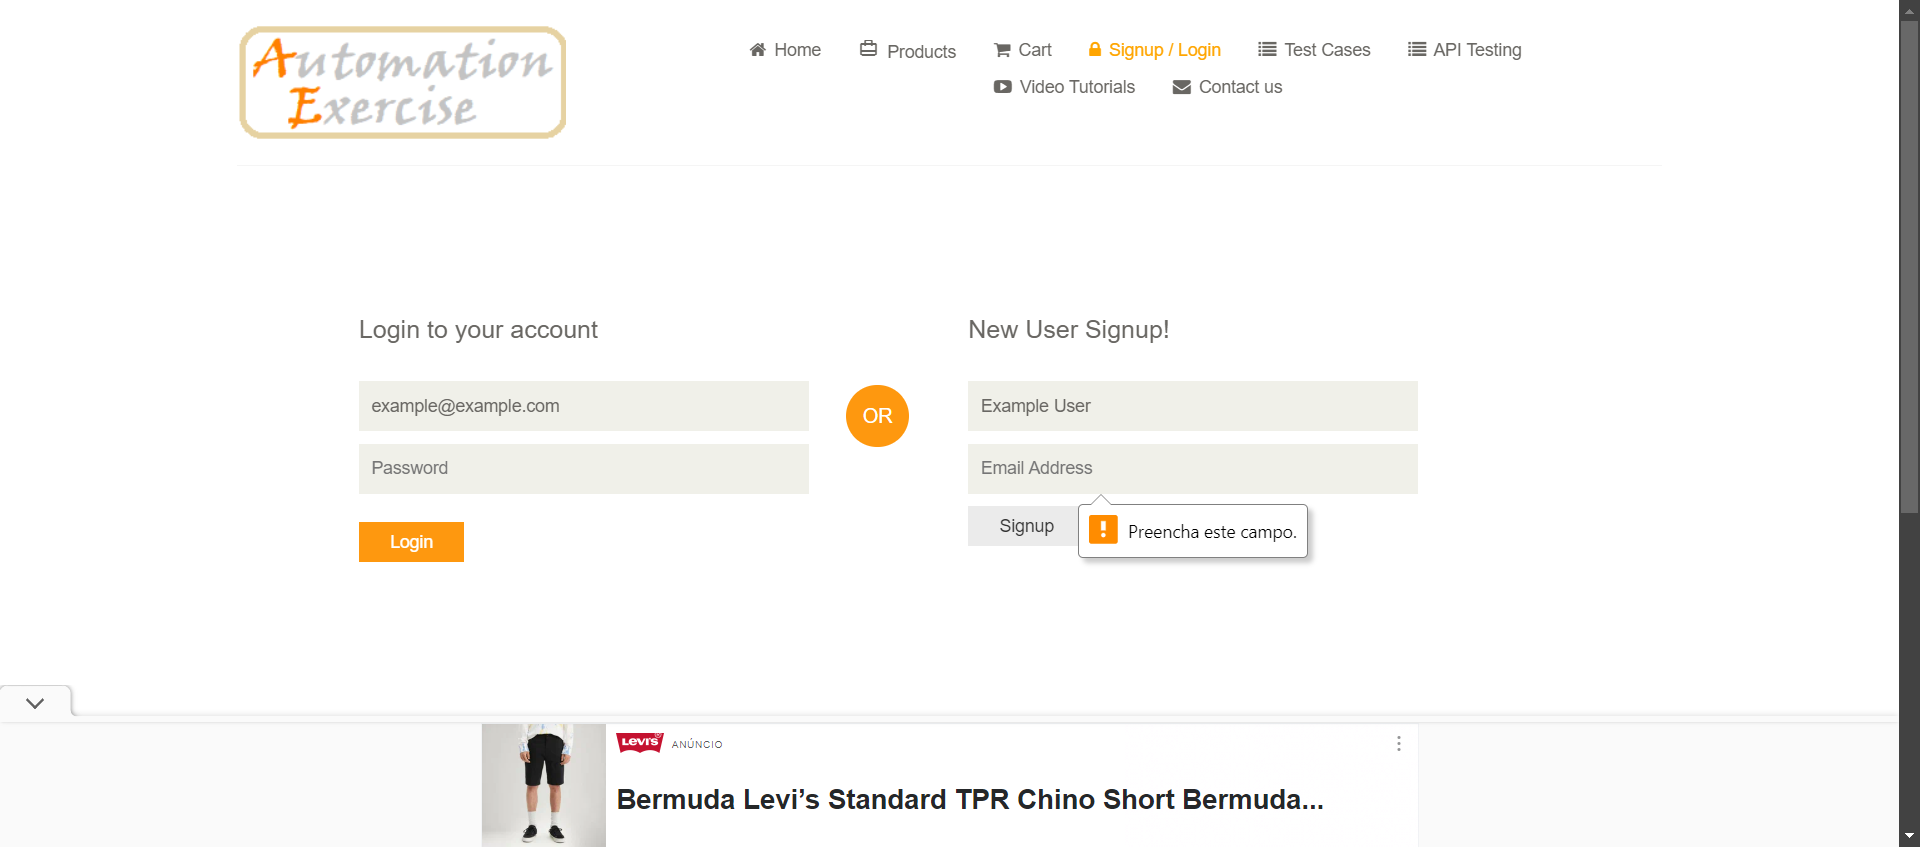 Automation
Exercise
Home
Products
Cart
Signup / Login
Test Cases
API Testing
Video Tutorials
Contact us
Login to your account
example@example.com
Password
Login
OR
New User Signup!
Example User
Email Address
Signup
Preencha este campo.
Levi's
ANÚNCIO
Bermuda Levi’s Standard TPR Chino Short Bermuda...